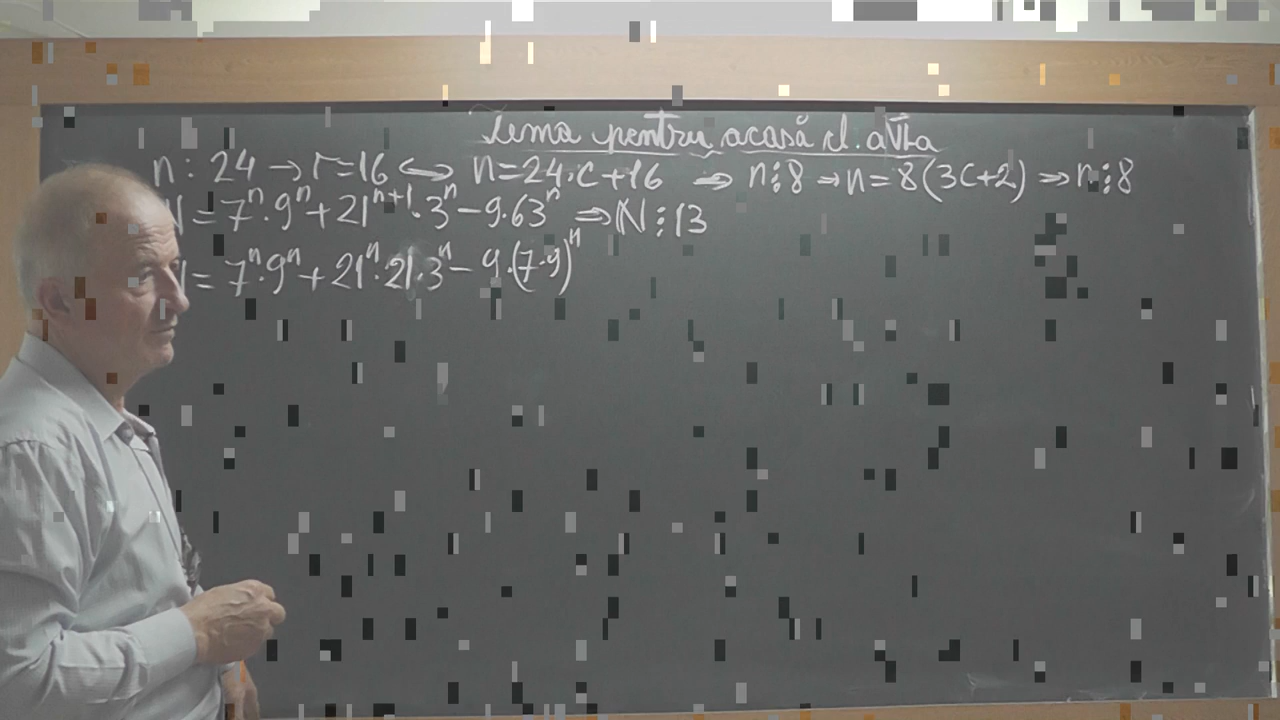 Tema pentru acasă cl. a VI-a
n : 24 → r=16 ⟺ n=24·c+16 ⇒ n⋮8 ⇒ n=8(3c+2) ⇒ n⋮8
N = 7ⁿ·9ⁿ+21ⁿ⁺¹·3ⁿ−9·63ⁿ ⇒ N⋮13
N = 7ⁿ·9ⁿ+21ⁿ·21·3ⁿ−9·(7·9)ⁿ